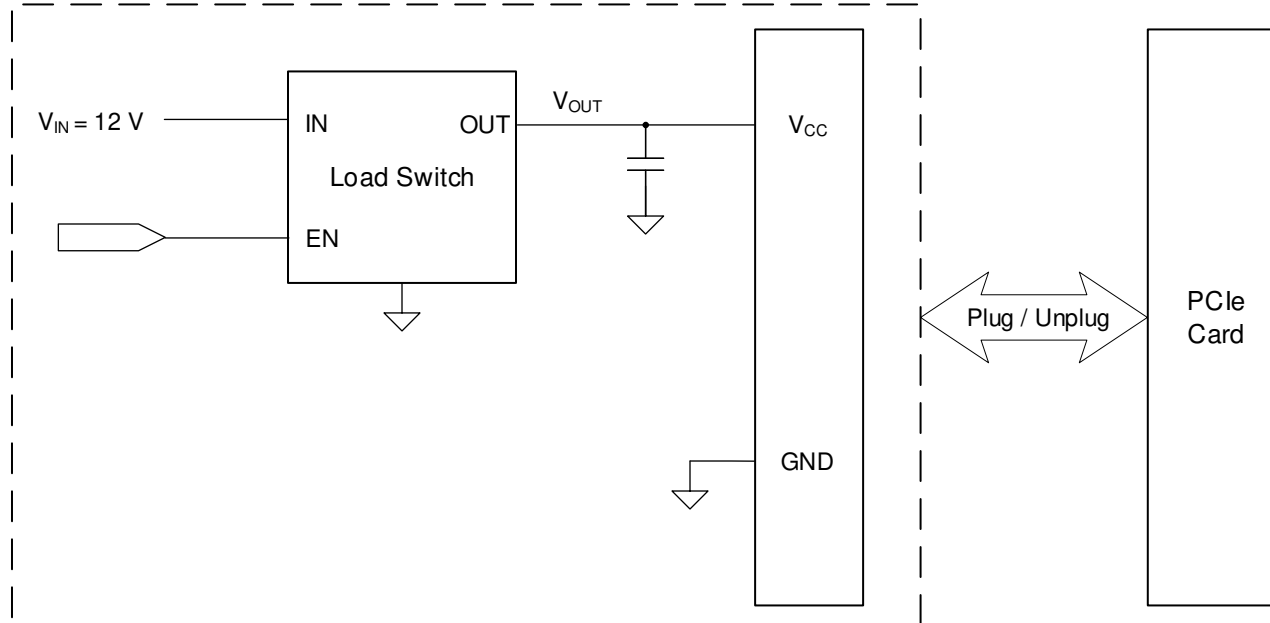 V_IN = 12 V
IN
OUT
Load Switch
EN
V_OUT
V_CC
GND
Plug / Unplug
PCIe
Card